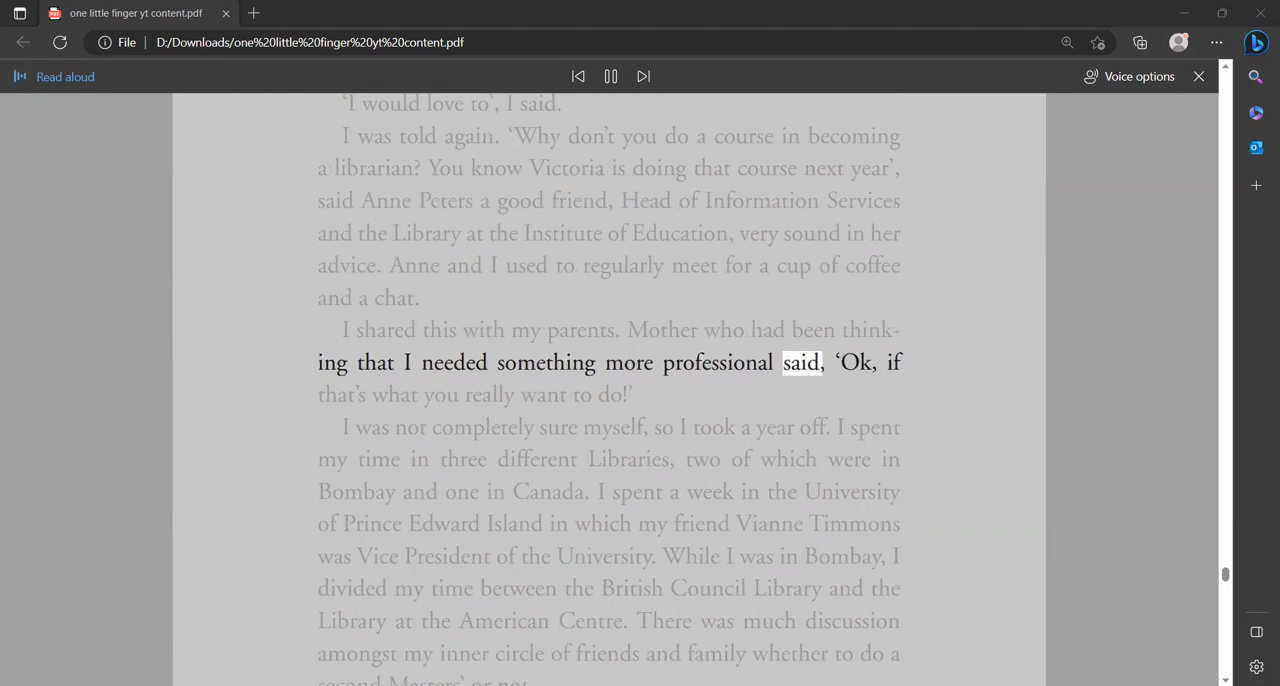 one little finger yt content.pdf
File
D:/Downloads/one%20little%20finger%20yt%20content.pdf
Read aloud
Voice options
'I would love to', I said.
I was told again. 'Why don't you do a course in becoming
a librarian? You know Victoria is doing that course next year',
said Anne Peters a good friend, Head of Information Services
and the Library at the Institute of Education, very sound in her
advice. Anne and I used to regularly meet for a cup of coffee
and a chat.
I shared this with my parents. Mother who had been think-
ing that I needed something more professional said, 'Ok, if
that's what you really want to do!'
I was not completely sure myself, so I took a year off. I spent
my time in three different Libraries, two of which were in
Bombay and one in Canada. I spent a week in the University
of Prince Edward Island in which my friend Vianne Timmons
was Vice President of the University. While I was in Bombay, I
divided my time between the British Council Library and the
Library at the American Centre. There was much discussion
amongst my inner circle of friends and family whether to do a
second Masters' or not